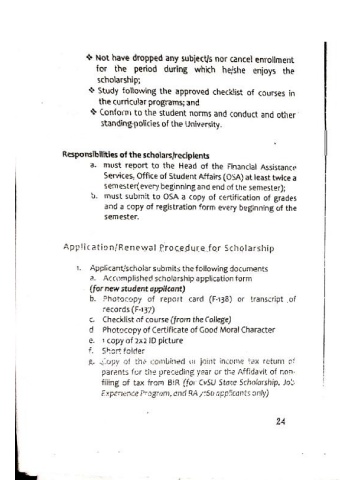 ❖ Not have dropped any subject/s nor cancel enrollment
for the period during which he/she enjoys the
scholarship;
❖ Study following the approved checklist of courses in
the curricular programs; and
❖ Conform to the student norms and conduct and other
standing policies of the University.
Responsibilities of the scholars/recipients
a. must report to the Head of the Financial Assistance
Services, Office of Student Affairs (OSA) at least twice a
semester(every beginning and end of the semester);
b. must submit to OSA a copy of certification of grades
and a copy of registration form every beginning of the
semester.
Application/Renewal Procedure for Scholarship
1. Applicant/scholar submits the following documents
a. Accomplished scholarship application form
(for new student applicant)
b. Photocopy of report card (F-138) or transcript of
records (F-137)
c. Checklist of course (from the College)
d Photocopy of Certificate of Good Moral Character
e. 1 copy of 2x2 ID picture
f. Short folder
g. Copy of the combined or joint income tax return of
parents for the preceding year or the Affidavit of non-
filing of tax from BIR (for CvSU State Scholarship, Job
Experience Program, and RA 7160 applicants only)
24